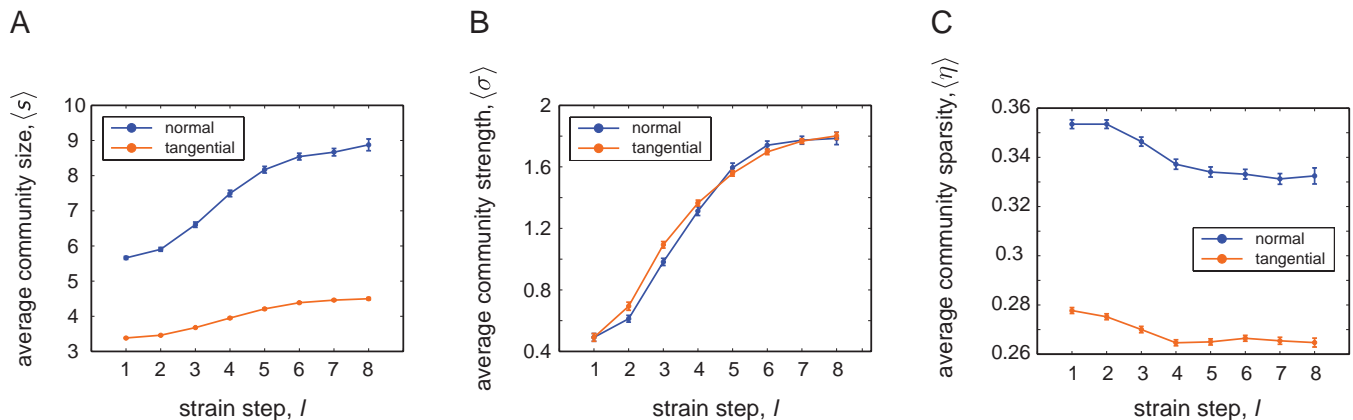 A
average community size, ⟨s⟩
10
9
8
7
6
5
4
3
normal
tangential
1 2 3 4 5 6 7 8
strain step, l
B
average community strength, ⟨σ⟩
2
1.6
1.2
0.8
0.4
normal
tangential
1 2 3 4 5 6 7 8
strain step, l
C
average community sparsity, ⟨η⟩
0.36
0.34
0.32
0.3
0.28
0.26
normal
tangential
1 2 3 4 5 6 7 8
strain step, l